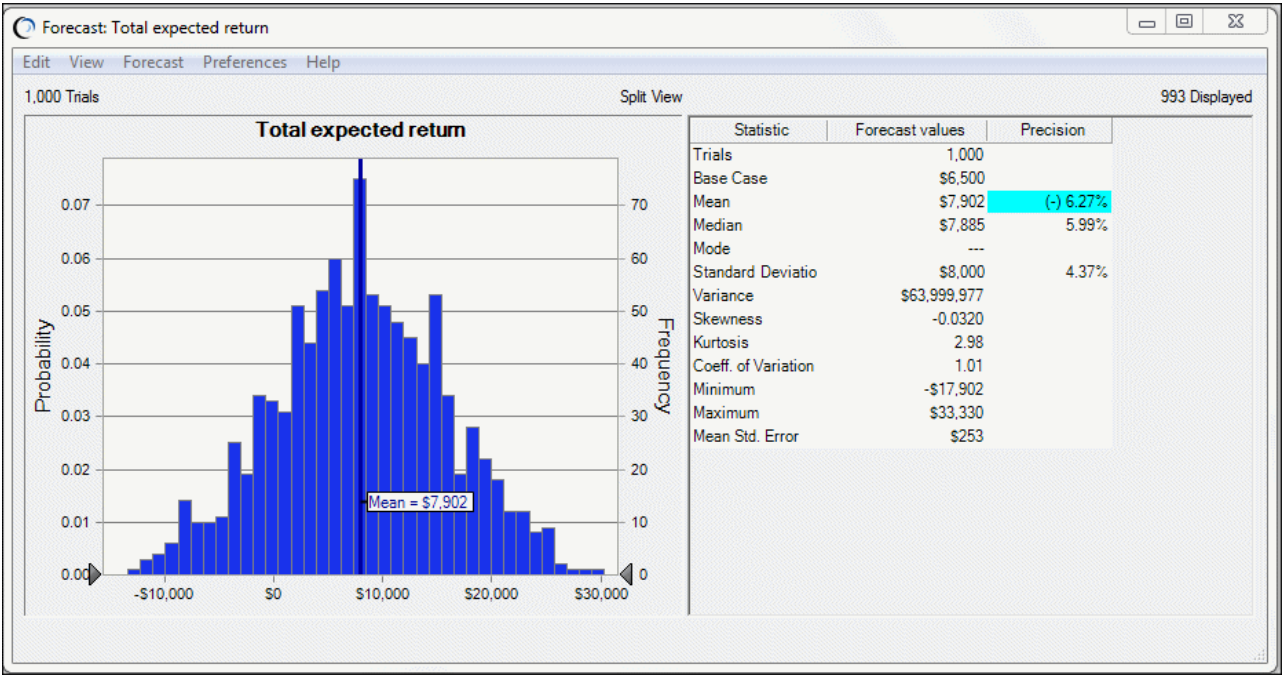 Forecast: Total expected return
Edit View Forecast Preferences Help
1,000 Trials Split View 993 Displayed
Total expected return
Probability
0.07
0.06
0.05
0.04
0.03
0.02
0.01
0.00
Mean = $7,902
70
60
50
40
30
20
10
0
Frequency
-$10,000 $0 $10,000 $20,000 $30,000
Statistic Forecast values Precision
Trials 1,000
Base Case $6,500
Mean $7,902 (-) 6.27%
Median $7,885 5.99%
Mode ---
Standard Deviatio $8,000 4.37%
Variance $63,999,977
Skewness -0.0320
Kurtosis 2.98
Coeff. of Variation 1.01
Minimum -$17,902
Maximum $33,330
Mean Std. Error $253